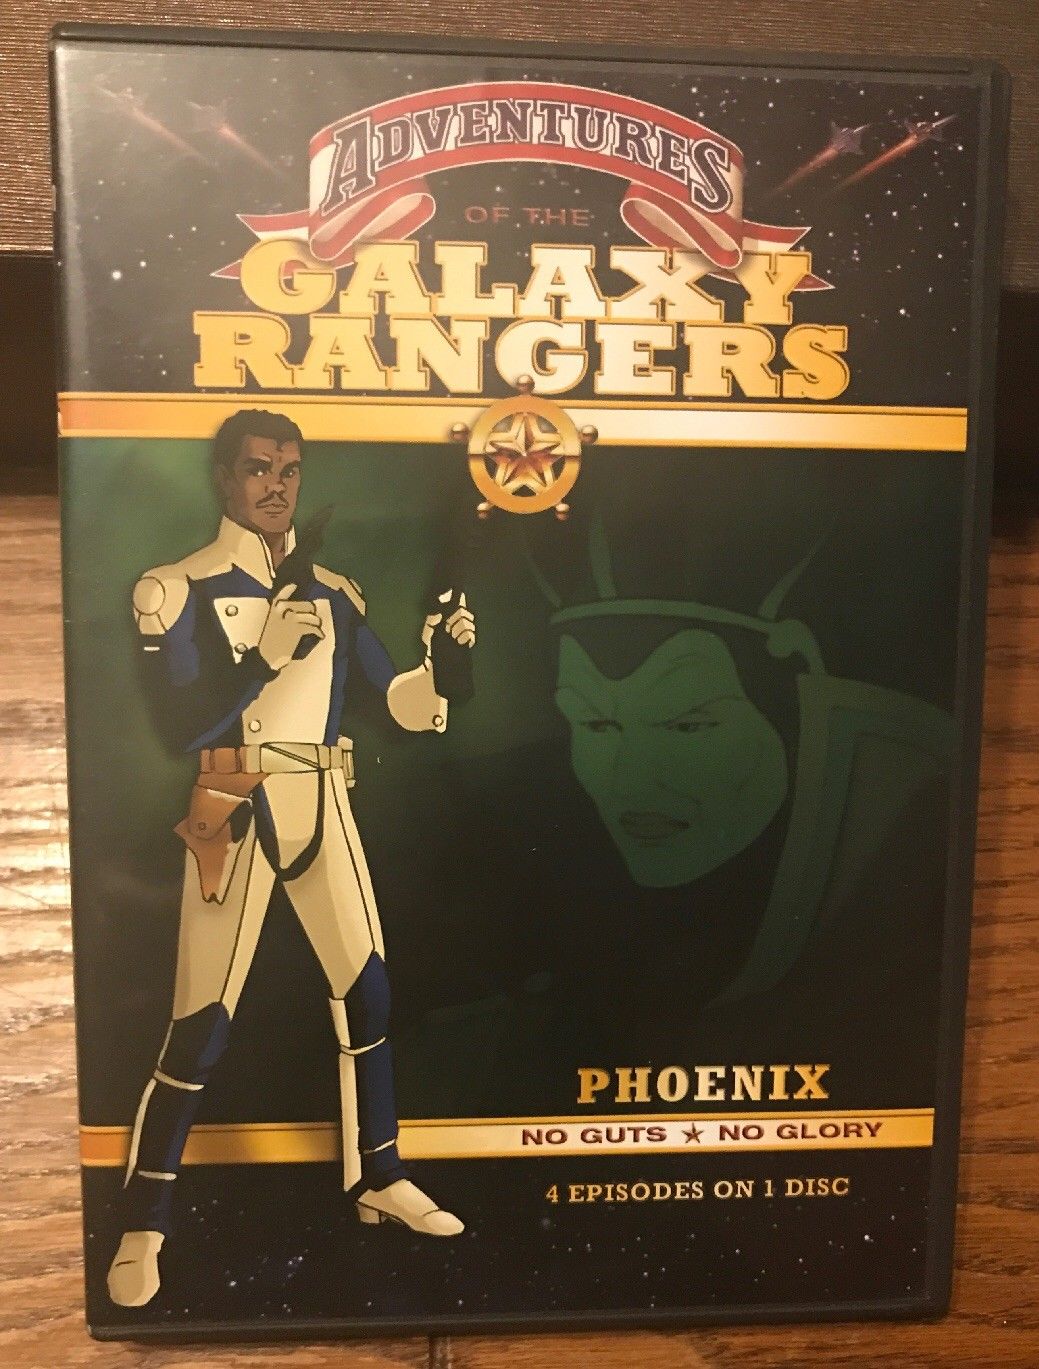 ADVENTURES
OF THE
GALAXY
RANGERS
PHOENIX
NO GUTS ★ NO GLORY
4 EPISODES ON 1 DISC